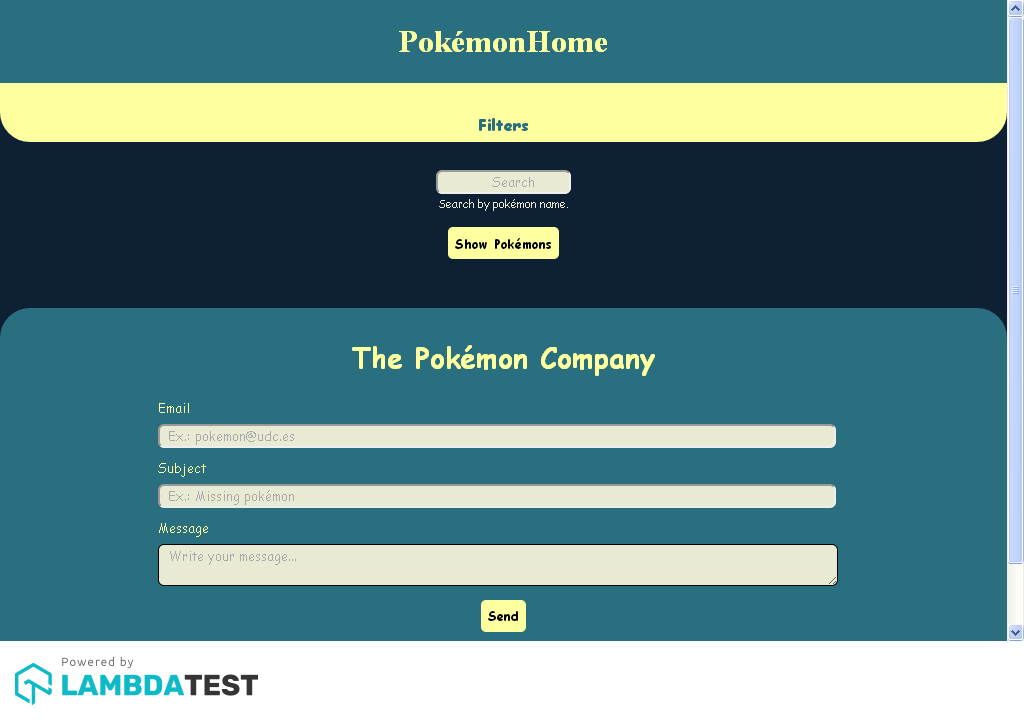 PokémonHome
Filters
Search
Search by pokémon name.
Show Pokémons
The Pokémon Company
Email
Ex.: pokemon@udc.es
Subject
Ex.: Missing pokémon
Message
Write your message...
Send
Powered by
LAMBDATEST